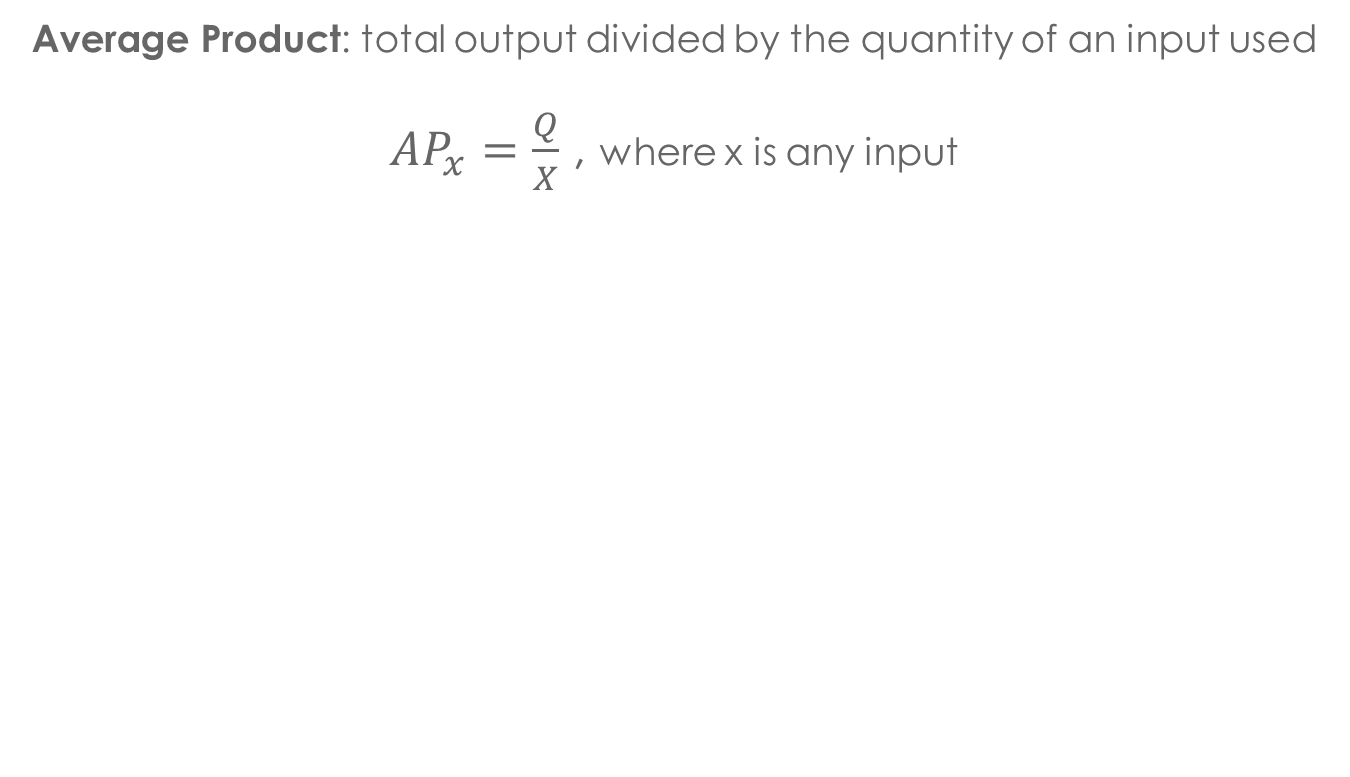 Average Product: total output divided by the quantity of an input used
𝐴𝑃ₓ = 𝑄/𝑋 , where x is any input